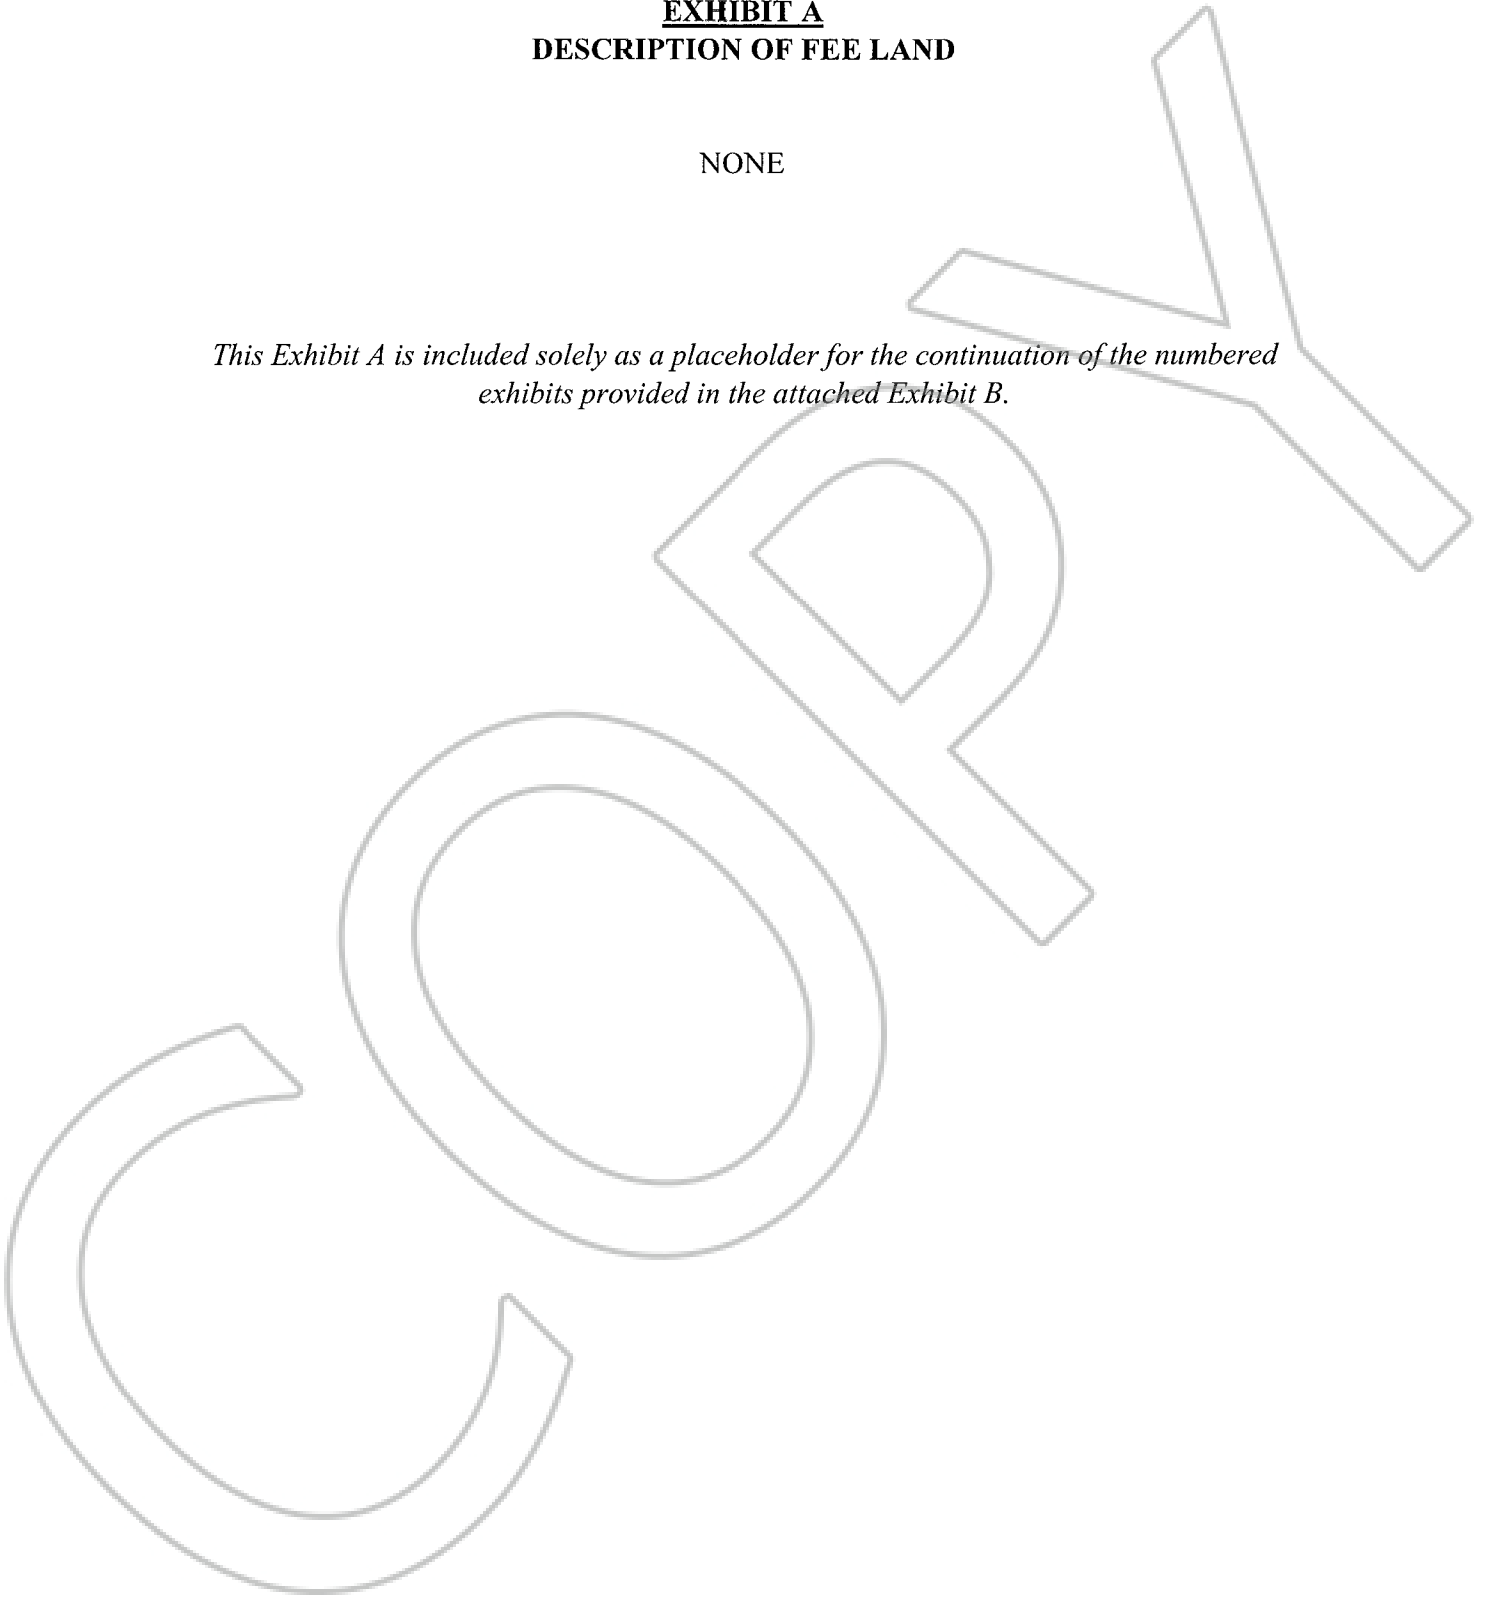 EXHIBIT A
DESCRIPTION OF FEE LAND
NONE
This Exhibit A is included solely as a placeholder for the continuation of the numbered
exhibits provided in the attached Exhibit B.
COPY